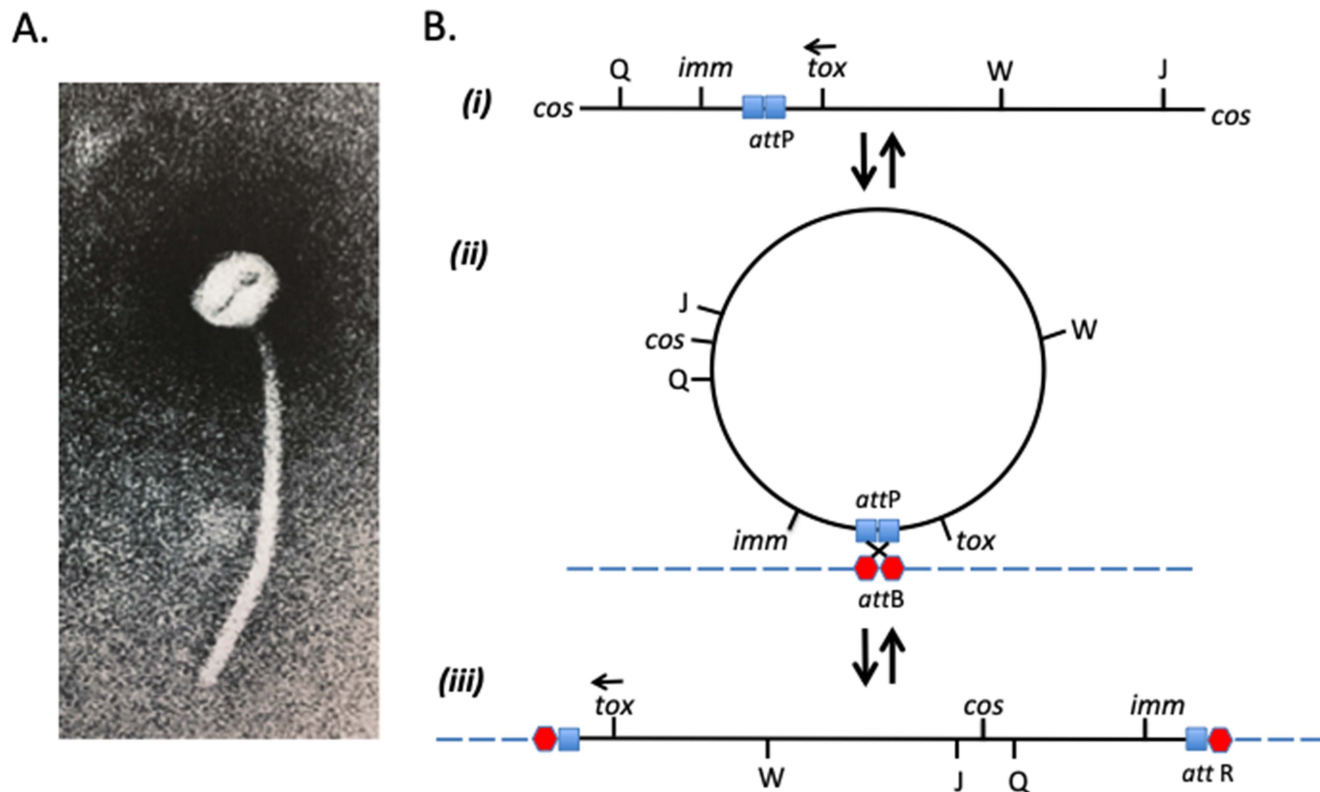 A.
B.
(i)
cos Q imm attP tox W J cos
(ii)
J
cos
Q
W
imm
attP
tox
attB
(iii)
tox cos imm
W J Q att R